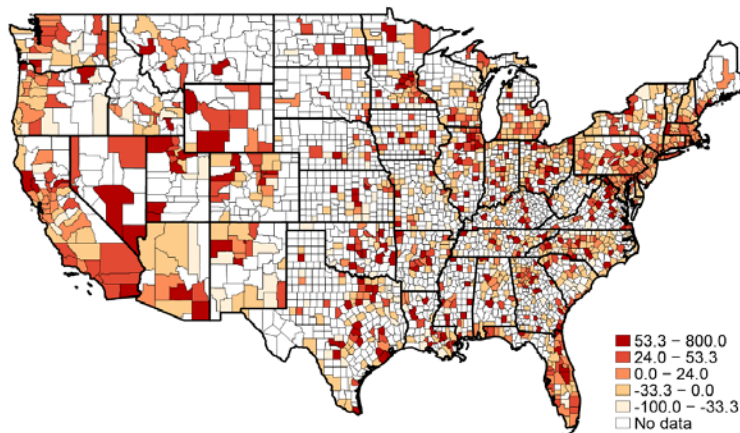 53.3 – 800.0
24.0 – 53.3
0.0 – 24.0
-33.3 – 0.0
-100.0 – -33.3
No data